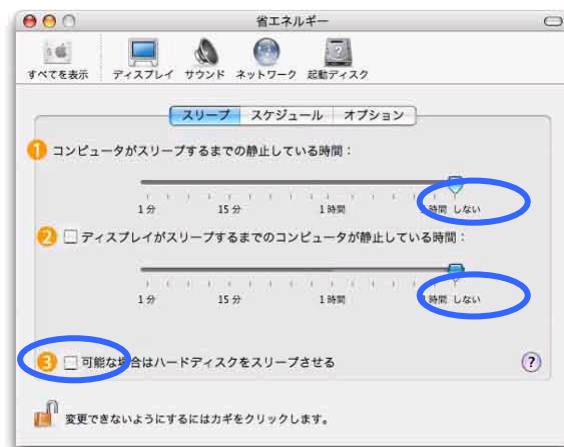 省エネルギー
すべてを表示 ディスプレイ サウンド ネットワーク 起動ディスク
スリープ スケジュール オプション
1 コンピュータがスリープするまでの静止している時間：
1分 15分 1時間 時間 しない
2 ディスプレイがスリープするまでのコンピュータが静止している時間：
1分 15分 1時間 時間 しない
3 可能な場合はハードディスクをスリープさせる ?
変更できないようにするにはカギをクリックします。